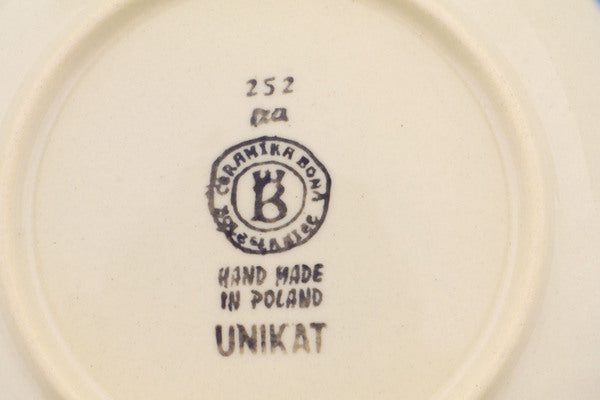 252
aa
CERAMIKA BONA
Bolesławiec
B
HAND MADE
IN POLAND
UNIKAT